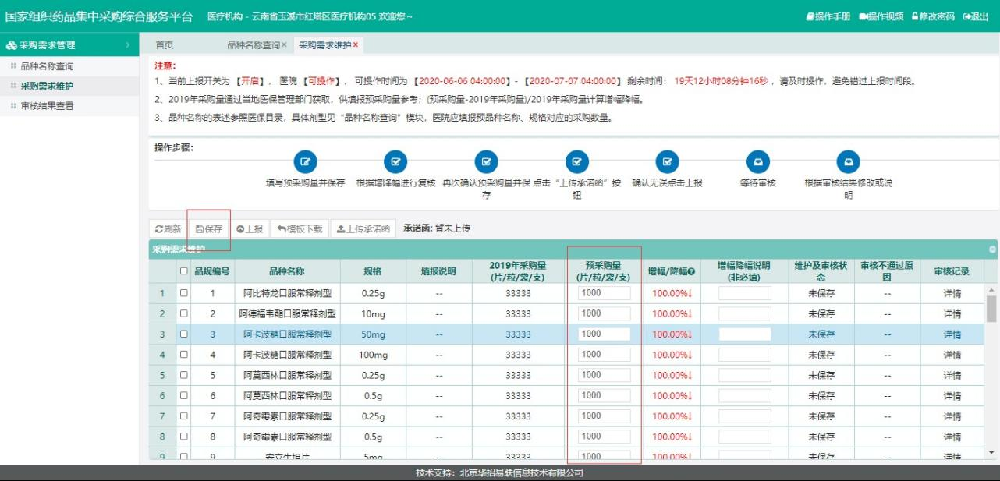 国家组织药品集中采购综合服务平台 医疗机构 - 云南省玉溪市红塔区医疗机构05 欢迎您~ 操作手册 操作视频 修改密码 退出
采购需求管理 首页 品种名称查询× 采购需求维护×
品种名称查询
采购需求维护
审核结果查看
注意：
1、当前上报开关为 【开启】， 医院 【可操作】， 可操作时间为 【2020-06-06 04:00:00】-【2020-07-07 04:00:00】 剩余时间： 19天12小时08分钟16秒 ，请及时操作，避免错过上报时间段。
2、2019年采购量通过当地医保管理部门获取，供填报预采购量参考；(预采购量-2019年采购量)/2019年采购量计算增幅降幅。
3、品种名称的表述参照医保目录，具体剂型见“品种名称查询”模块，医院应填报预品种名称、规格对应的采购数量。
操作步骤：
填写预采购量并保存 根据增降幅进行复核 再次确认预采购量并保存 点击“上传承诺函”按钮 确认无误点击上报 等待审核 根据审核结果修改或说明
刷新 保存 上报 模板下载 上传承诺函 承诺函: 暂未上传
采购需求维护
品规编号 品种名称 规格 填报说明 2019年采购量(片/粒/袋/支) 预采购量(片/粒/袋/支) 增幅/降幅 增幅降幅说明(非必填) 维护及审核状态 审核不通过原因 审核记录
1 1 阿比特龙口服常释剂型 0.25g -- 33333 1000 100.00%↓ 未保存 -- 详情
2 2 阿德福韦酯口服常释剂型 10mg -- 33333 1000 100.00%↓ 未保存 -- 详情
3 3 阿卡波糖口服常释剂型 50mg -- 33333 1000 100.00%↓ 未保存 -- 详情
4 4 阿卡波糖口服常释剂型 100mg -- 33333 1000 100.00%↓ 未保存 -- 详情
5 5 阿莫西林口服常释剂型 0.25g -- 33333 1000 100.00%↓ 未保存 -- 详情
6 6 阿莫西林口服常释剂型 0.5g -- 33333 1000 100.00%↓ 未保存 -- 详情
7 7 阿奇霉素口服常释剂型 0.25g -- 33333 1000 100.00%↓ 未保存 -- 详情
8 8 阿奇霉素口服常释剂型 0.5g -- 33333 1000 100.00%↓ 未保存 -- 详情
9 9 安立生坦片 5mg -- 33333 1000 100.00%↓ 未保存 -- 详情
技术支持：北京华招易联信息技术有限公司